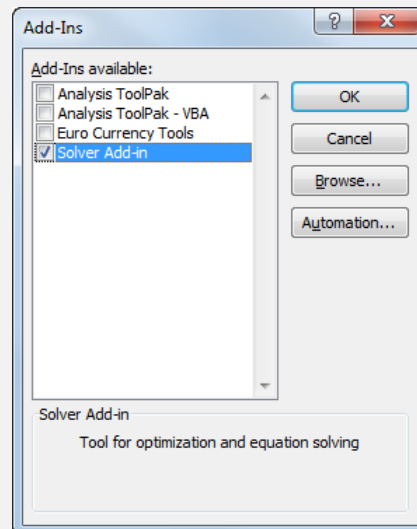 Add-Ins
Add-Ins available:
Analysis ToolPak
Analysis ToolPak - VBA
Euro Currency Tools
Solver Add-in
OK
Cancel
Browse...
Automation...
Solver Add-in
Tool for optimization and equation solving